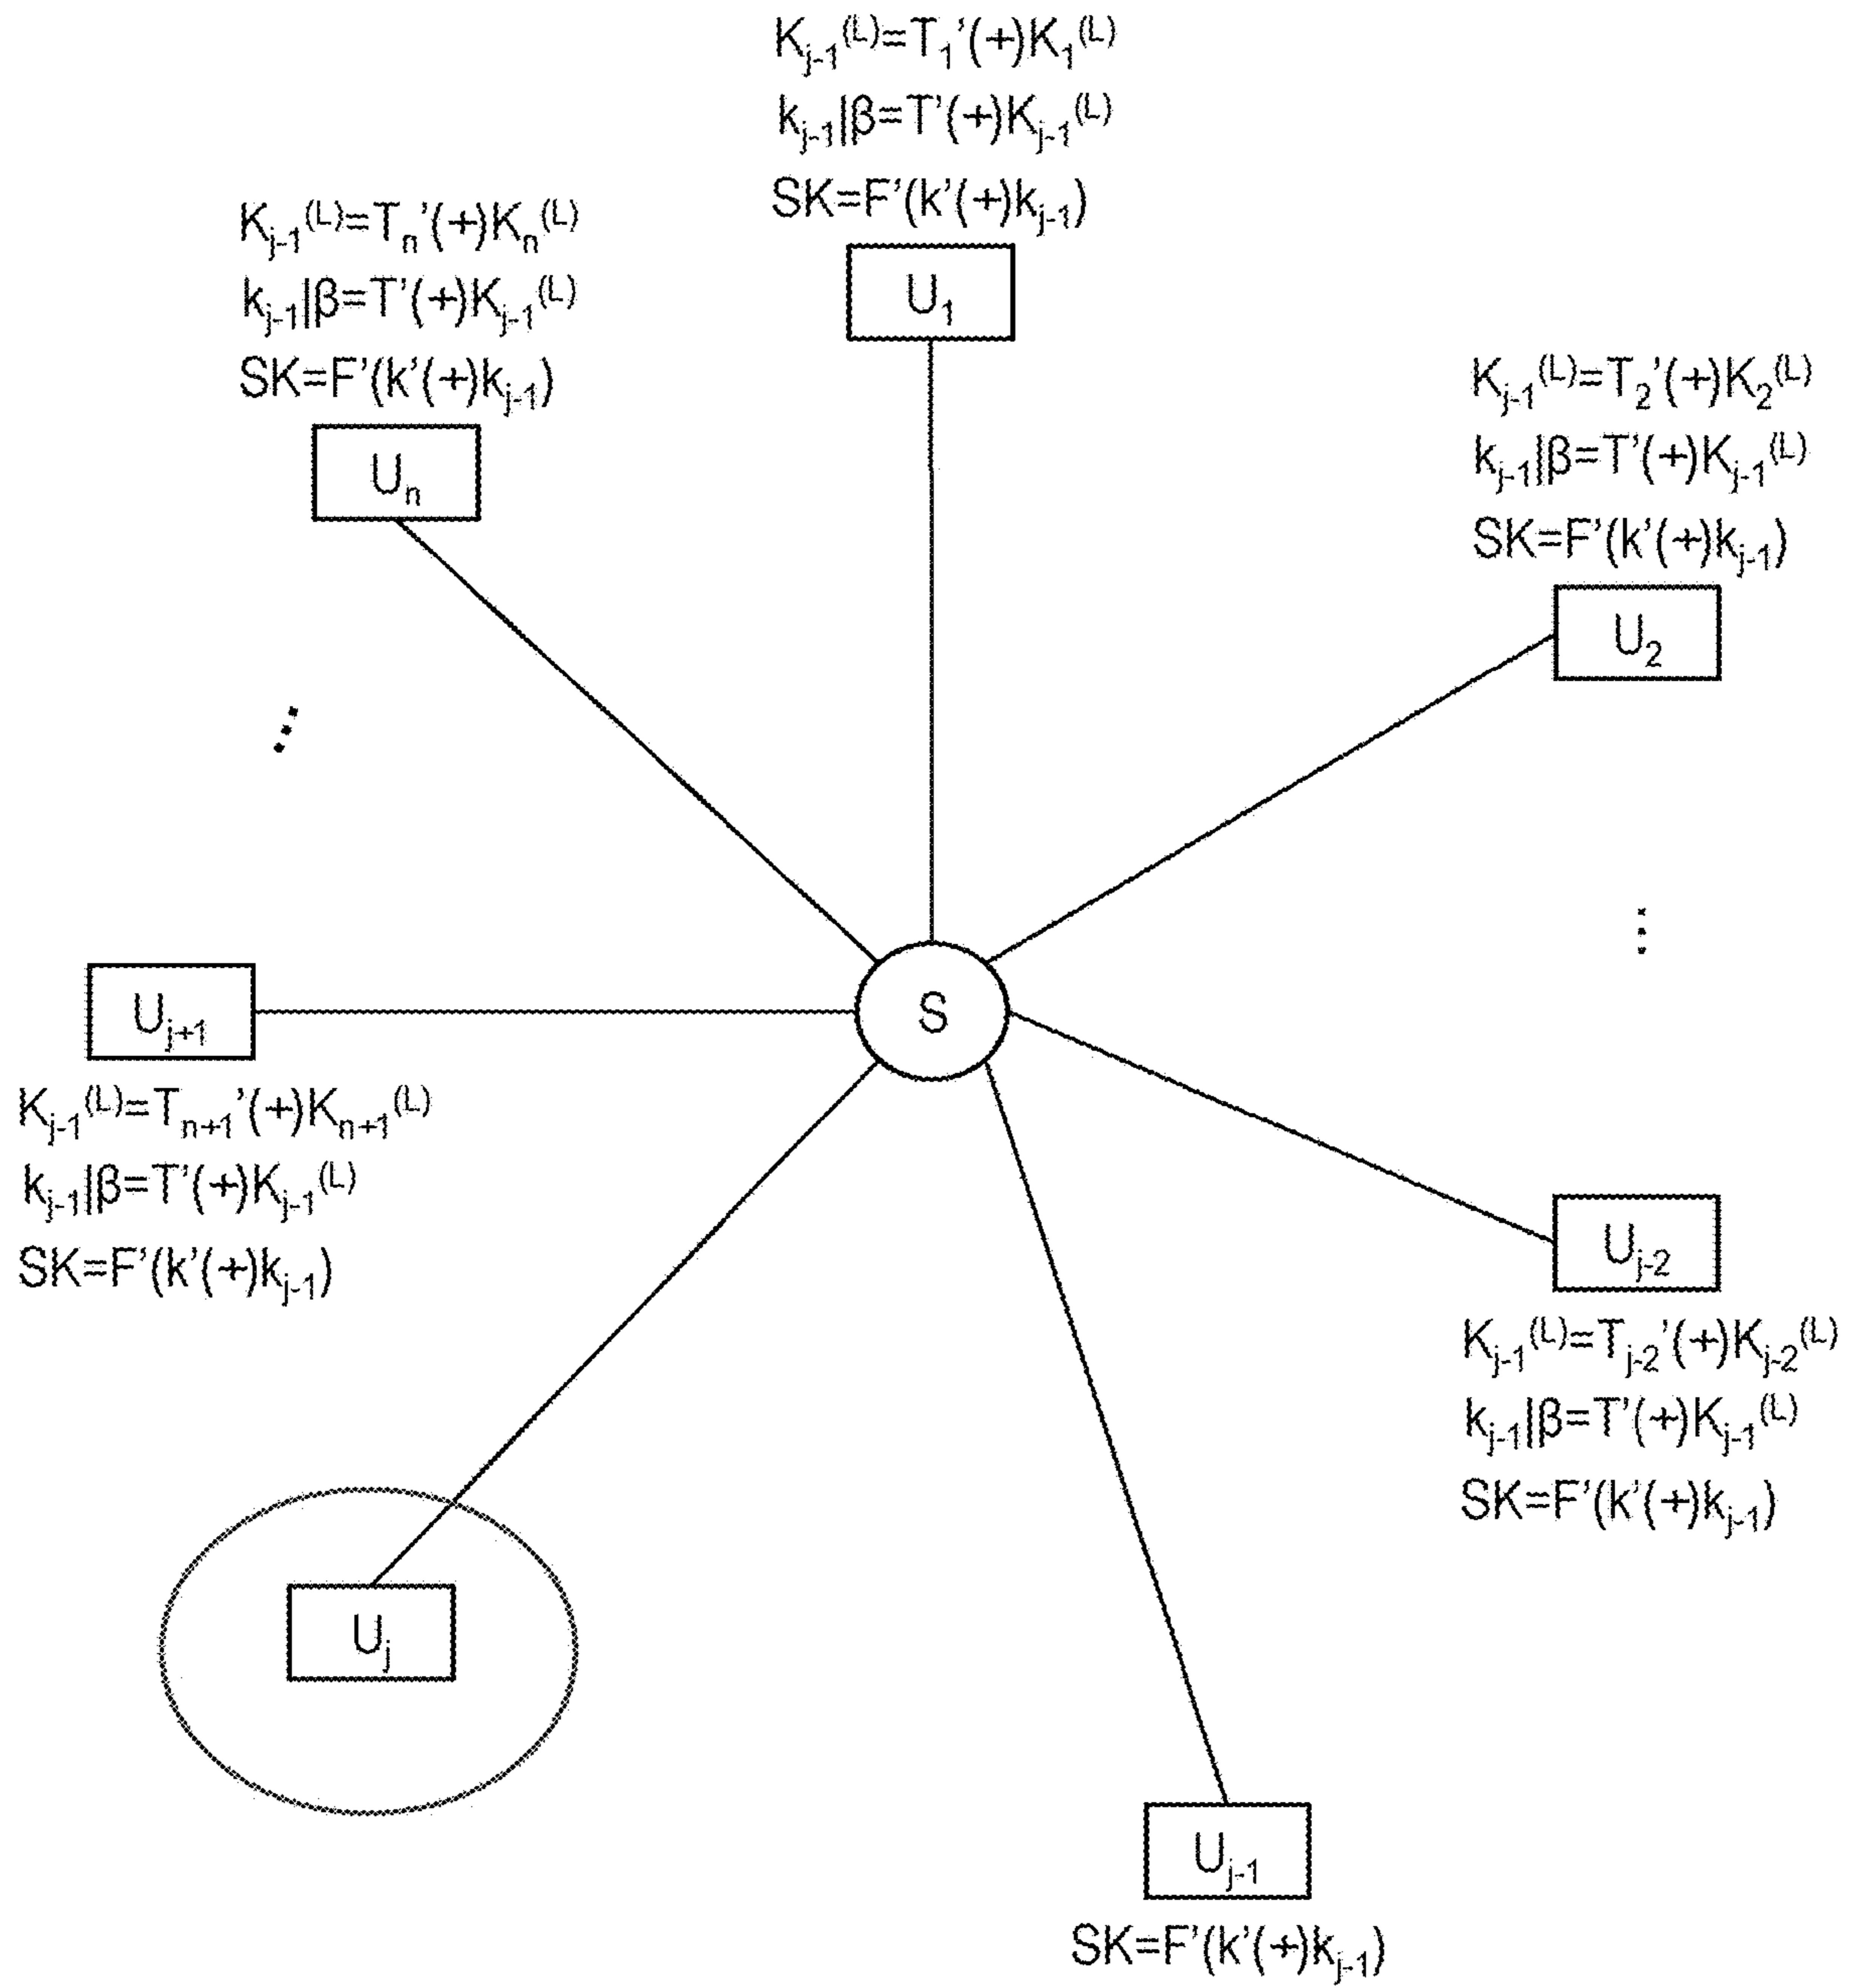 K_{j-1}^{(L)}=T_1'(+)K_1^{(L)}
k_{j-1}|β=T'(+)K_{j-1}^{(L)}
SK=F'(k'(+)k_{j-1})
U_1
K_{j-1}^{(L)}=T_n'(+)K_n^{(L)}
k_{j-1}|β=T'(+)K_{j-1}^{(L)}
SK=F'(k'(+)k_{j-1})
U_n
K_{j-1}^{(L)}=T_2'(+)K_2^{(L)}
k_{j-1}|β=T'(+)K_{j-1}^{(L)}
SK=F'(k'(+)k_{j-1})
U_2
...
...
S
U_{j+1}
K_{j-1}^{(L)}=T_{n+1}'(+)K_{n+1}^{(L)}
k_{j-1}|β=T'(+)K_{j-1}^{(L)}
SK=F'(k'(+)k_{j-1})
U_{j-2}
K_{j-1}^{(L)}=T_{j-2}'(+)K_{j-2}^{(L)}
k_{j-1}|β=T'(+)K_{j-1}^{(L)}
SK=F'(k'(+)k_{j-1})
U_j
U_{j-1}
SK=F'(k'(+)k_{j-1})